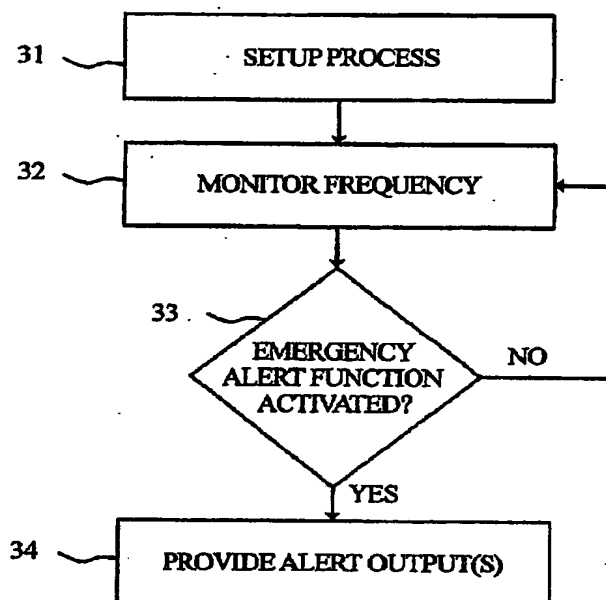 31
SETUP PROCESS
32
MONITOR FREQUENCY
33
EMERGENCY
ALERT FUNCTION
ACTIVATED?
NO
YES
34
PROVIDE ALERT OUTPUT(S)